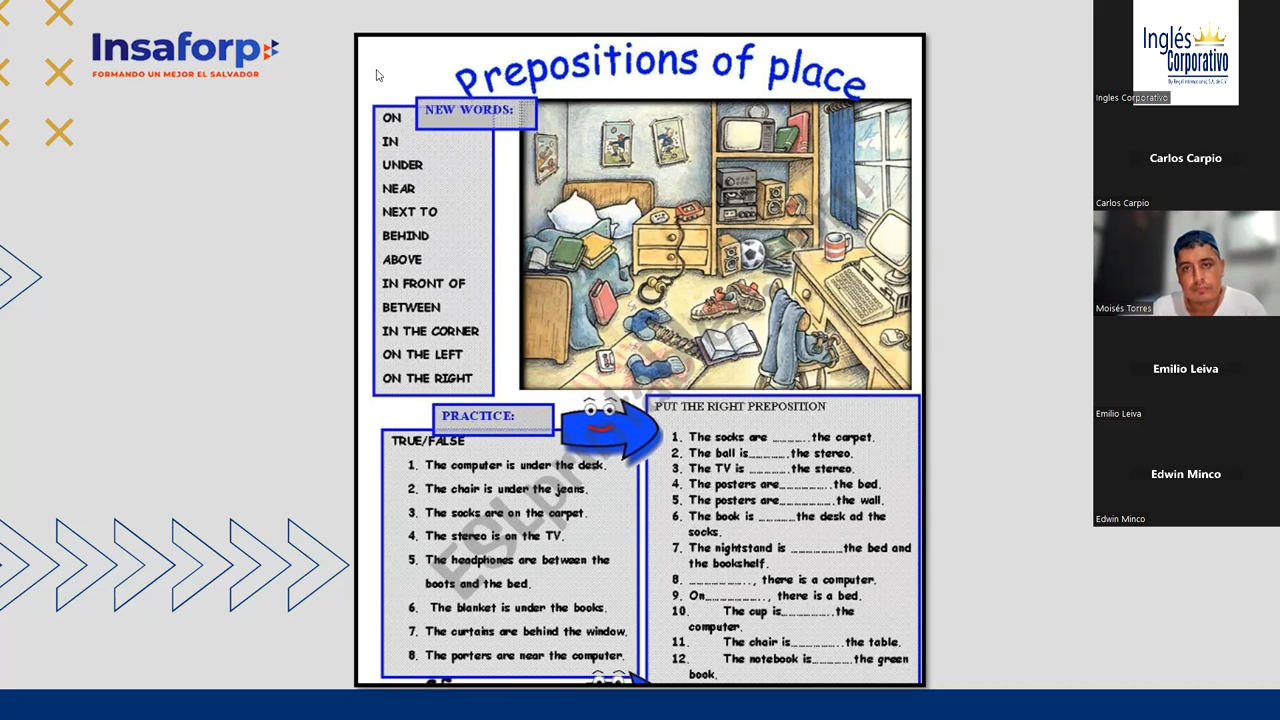 Insaforp
FORMANDO UN MEJOR EL SALVADOR
Prepositions of place
NEW WORDS:
ON
IN
UNDER
NEAR
NEXT TO
BEHIND
ABOVE
IN FRONT OF
BETWEEN
IN THE CORNER
ON THE LEFT
ON THE RIGHT
PRACTICE:
TRUE/FALSE
1. The computer is under the desk.
2. The chair is under the jeans.
3. The socks are on the carpet.
4. The stereo is on the TV.
5. The headphones are between the
boots and the bed.
6. The blanket is under the books.
7. The curtains are behind the window.
8. The porters are near the computer.
PUT THE RIGHT PREPOSITION
1. The socks are ............the carpet.
2. The ball is............the stereo.
3. The TV is ............the stereo.
4. The posters are...............the bed.
5. The posters are................the wall.
6. The book is ............the desk ad the
socks.
7. The nightstand is ................the bed and
the bookshelf.
8. ..................., there is a computer.
9. On................., there is a bed.
10. The cup is...............the
computer.
11 The chair is................the table.
12. The notebook is.............the green
book.
Inglés
Corporativo
By Regal International, S.A. de C.V.
Ingles Corporativo
Carlos Carpio
Carlos Carpio
Moisés Torres
Emilio Leiva
Emilio Leiva
Edwin Minco
Edwin Minco